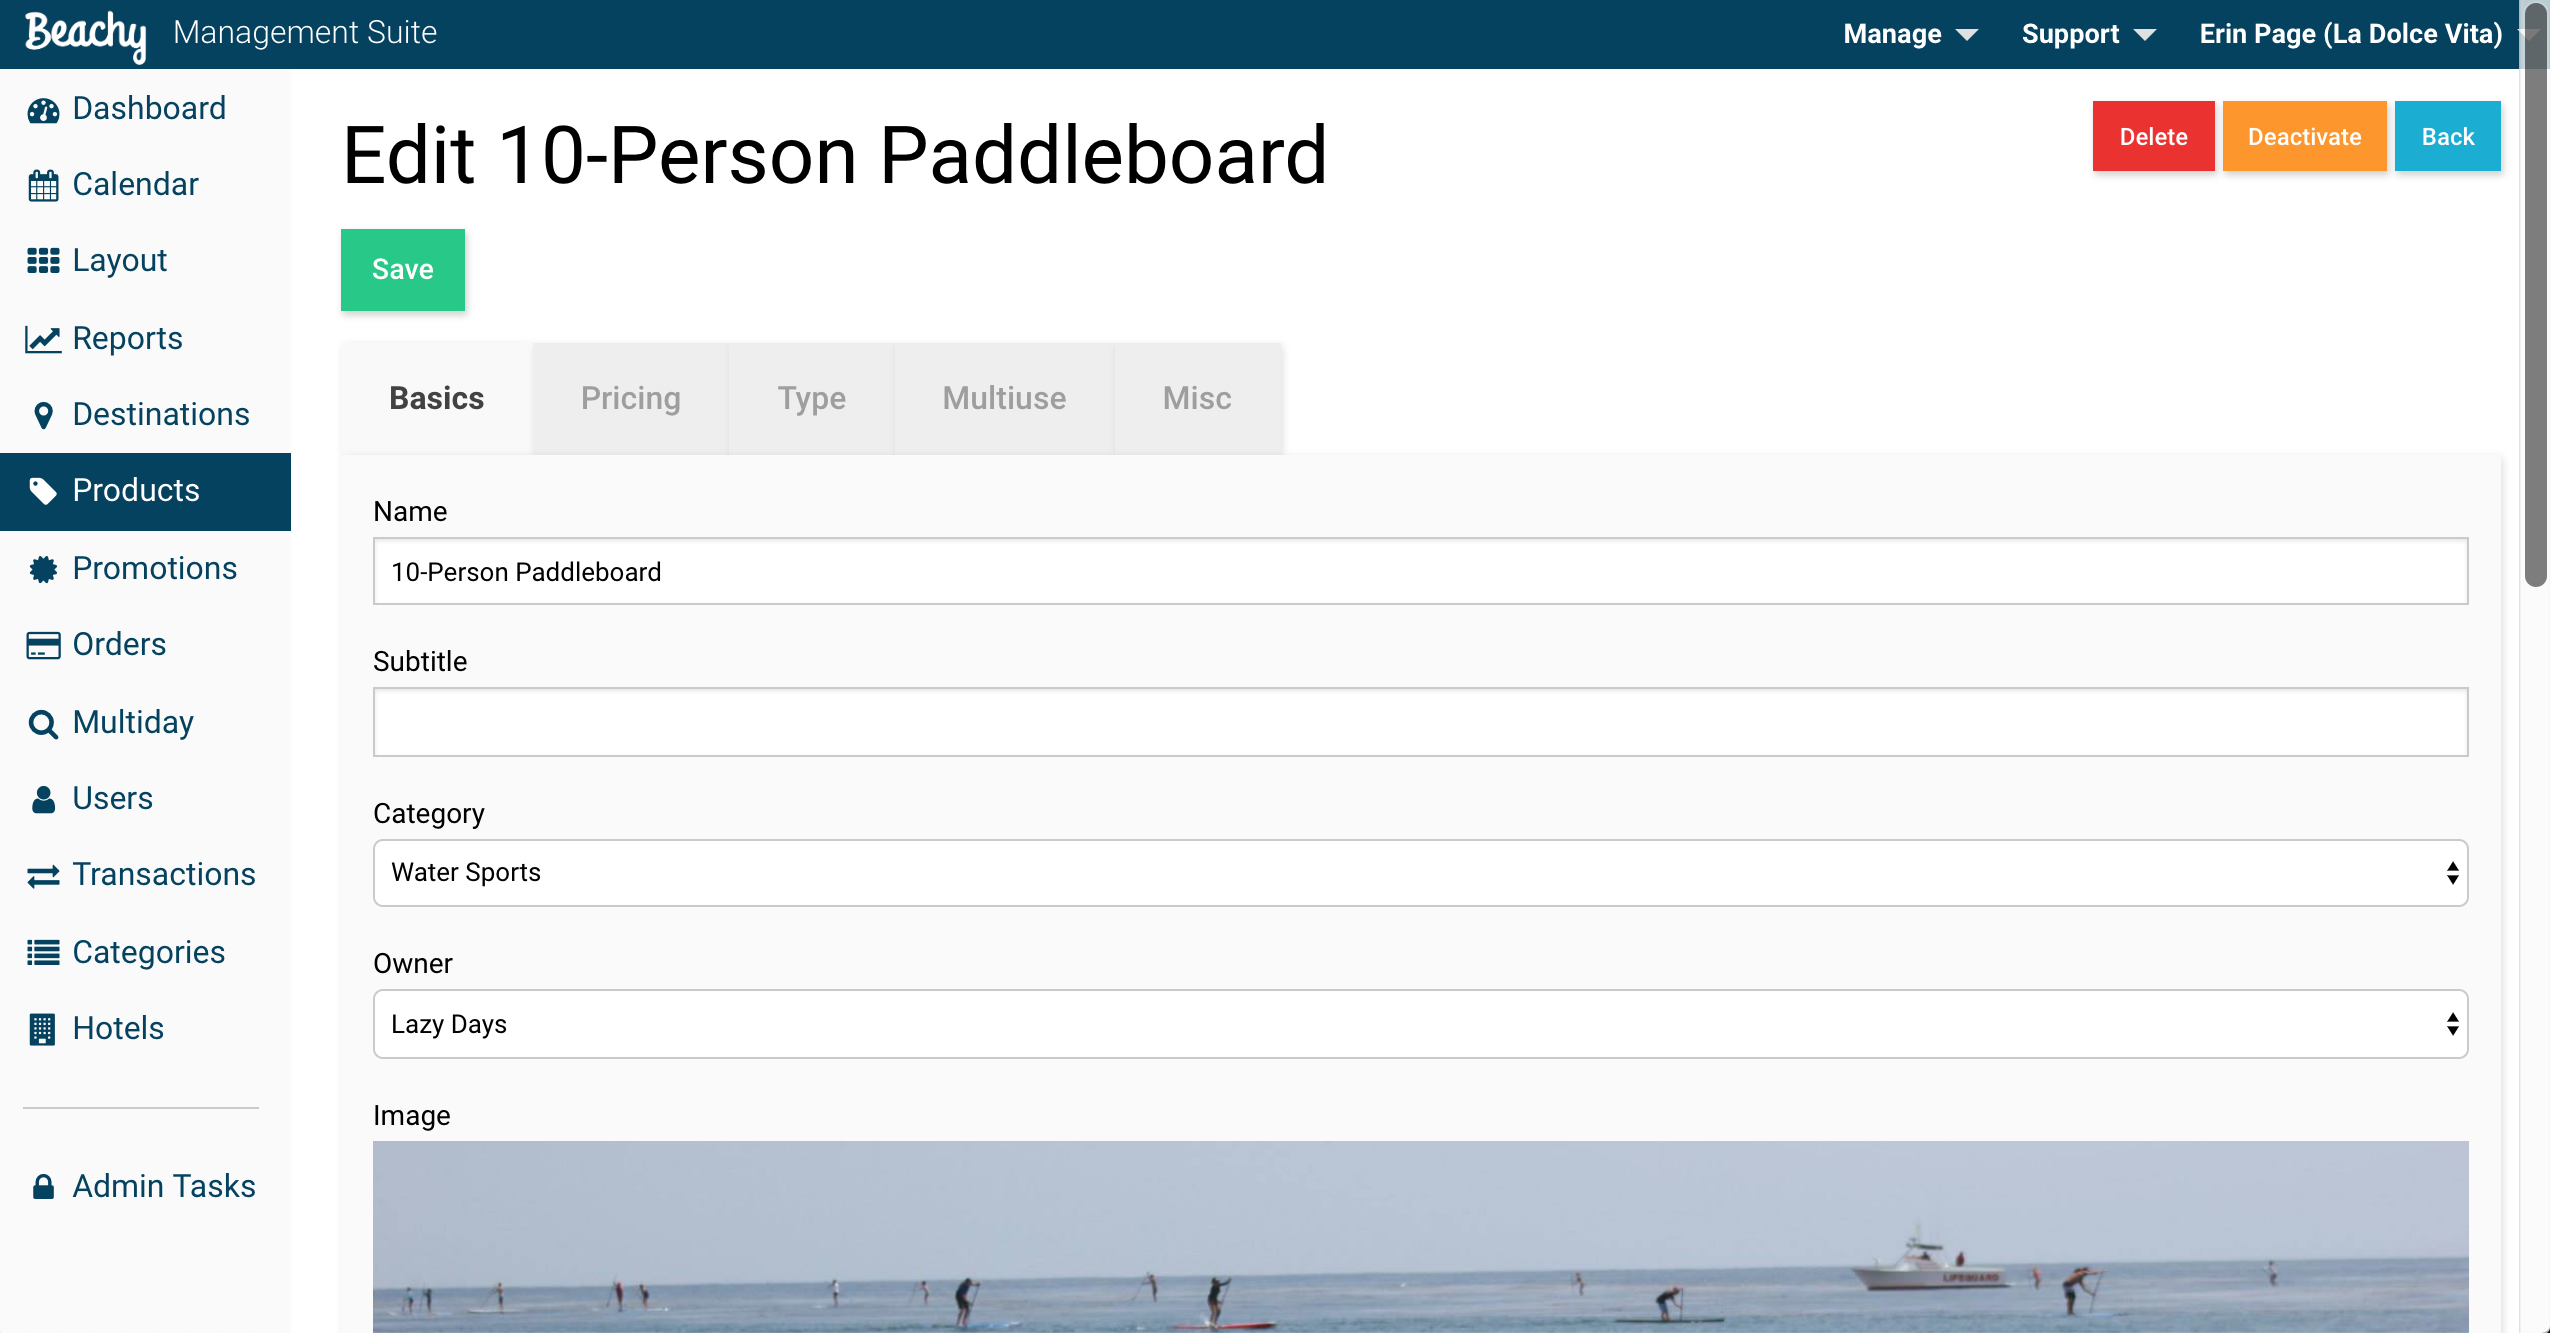 Beachy Management Suite
Manage
Support
Erin Page (La Dolce Vita)
Dashboard
Calendar
Layout
Reports
Destinations
Products
Promotions
Orders
Multiday
Users
Transactions
Categories
Hotels
Admin Tasks
Edit 10-Person Paddleboard
Delete
Deactivate
Back
Save
Basics
Pricing
Type
Multiuse
Misc
Name
10-Person Paddleboard
Subtitle
Category
Water Sports
Owner
Lazy Days
Image
LIFEGUARD